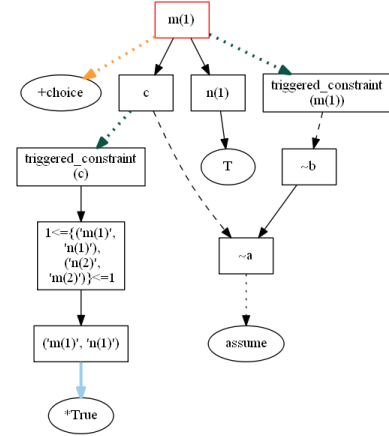 m(1)
+choice
c
n(1)
triggered_constraint
(m(1))
triggered_constraint
(c)
T
~b
1<={('m(1)',
'n(1)'),
('n(2)',
'm(2)')}<=1
~a
('m(1)', 'n(1)')
assume
*True